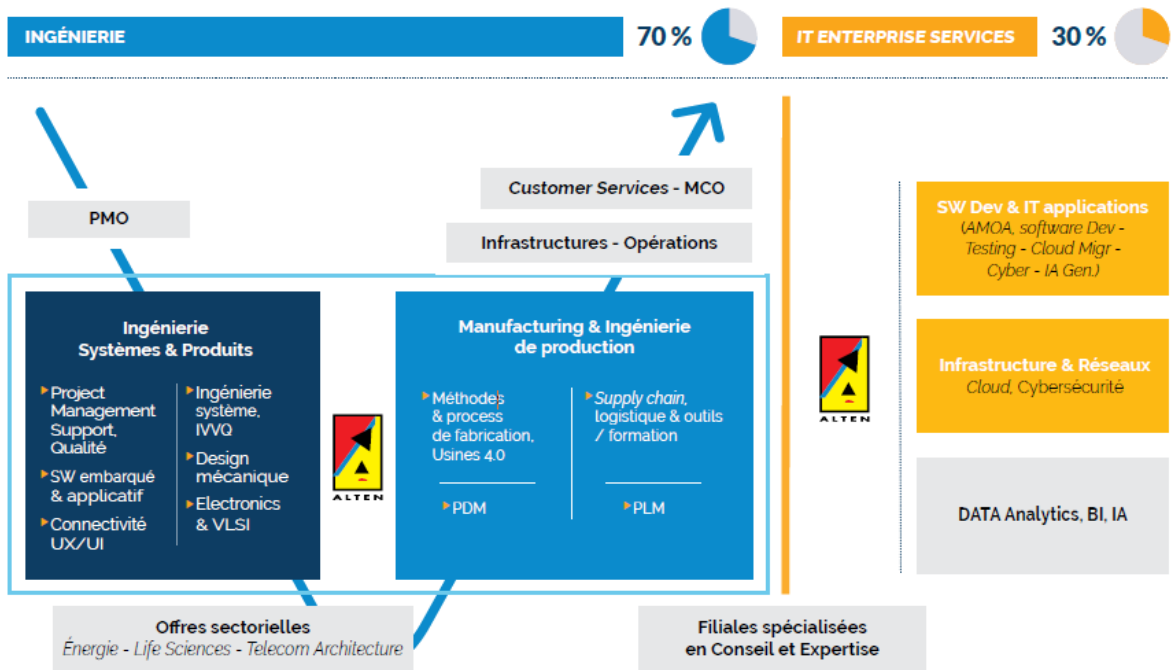 INGÉNIERIE
70 %
IT ENTERPRISE SERVICES
30 %
PMO
Customer Services - MCO
Infrastructures - Opérations
Ingénierie
Systèmes & Produits
Project
Management
Support,
Qualité
SW embarqué
& applicatif
Connectivité
UX/UI
Ingénierie
système,
IVVQ
Design
mécanique
Electronics
& VLSI
ALTEN
Manufacturing & Ingénierie
de production
Méthodes
& process
de fabrication,
Usines 4.0
PDM
Supply chain,
logistique & outils
/ formation
PLM
ALTEN
SW Dev & IT applications
(AMOA, software Dev -
Testing - Cloud Migr -
Cyber - IA Gen.)
Infrastructure & Réseaux
Cloud, Cybersécurité
DATA Analytics, BI, IA
Offres sectorielles
Énergie - Life Sciences - Telecom Architecture
Filiales spécialisées
en Conseil et Expertise